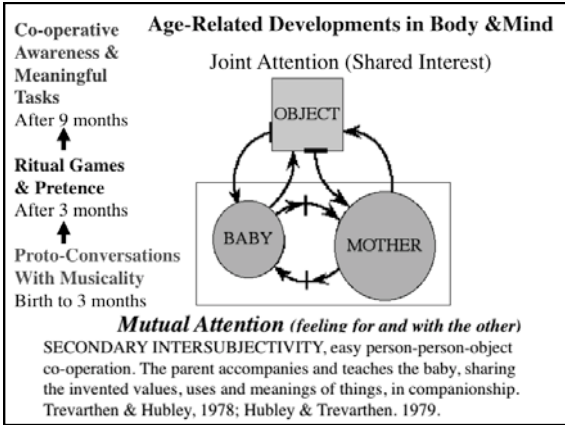 Age-Related Developments in Body &Mind
Co-operative
Awareness &
Meaningful
Tasks
After 9 months
Ritual Games
& Pretence
After 3 months
Proto-Conversations
With Musicality
Birth to 3 months
Joint Attention (Shared Interest)
OBJECT
BABY
MOTHER
Mutual Attention (feeling for and with the other)
SECONDARY INTERSUBJECTIVITY, easy person-person-object
co-operation. The parent accompanies and teaches the baby, sharing
the invented values, uses and meanings of things, in companionship.
Trevarthen & Hubley, 1978; Hubley & Trevarthen. 1979.